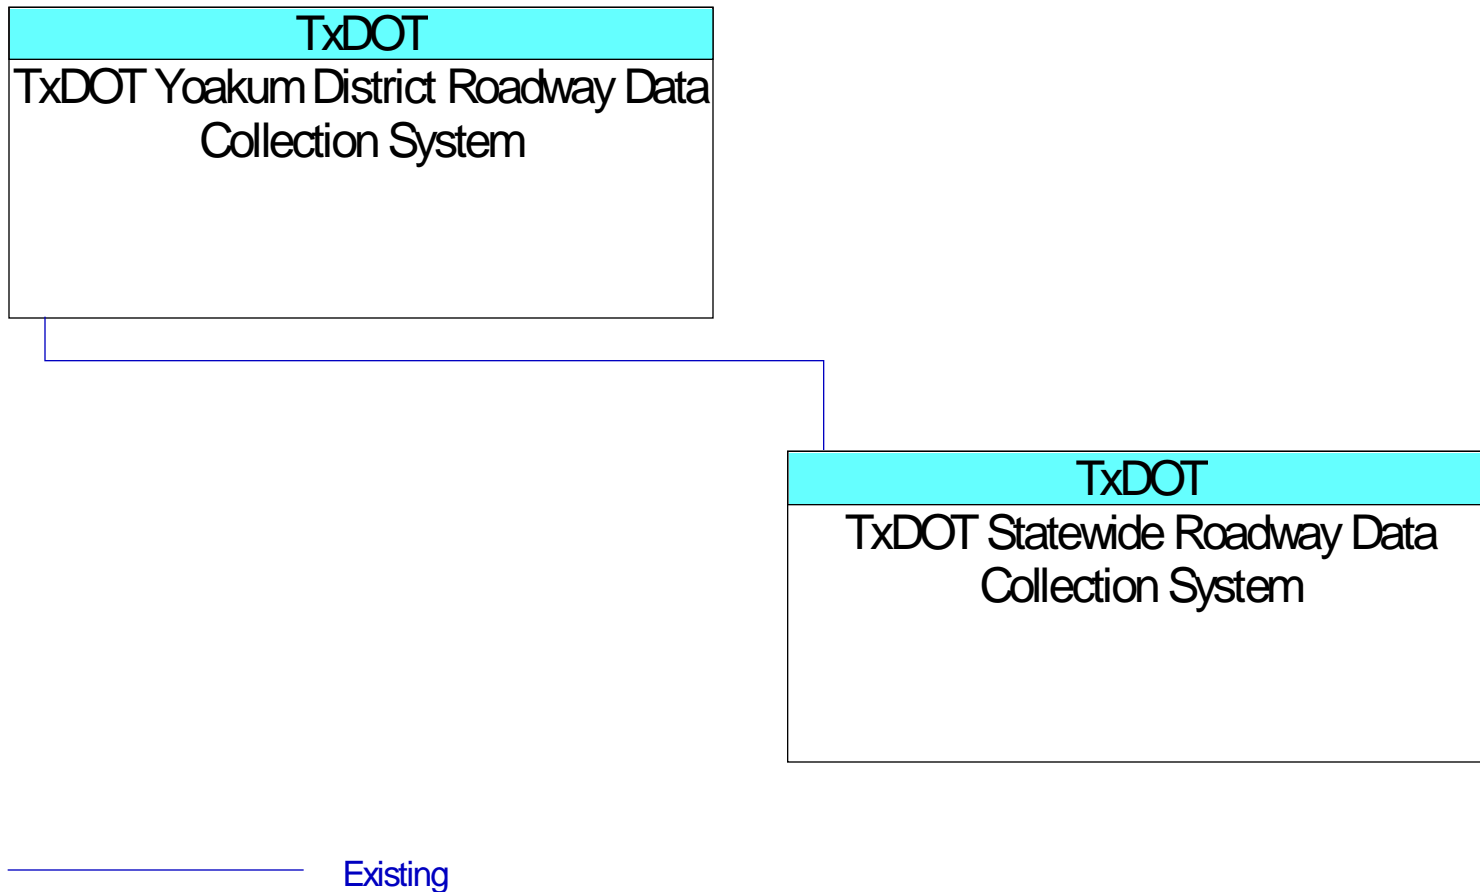 TxDOT
TxDOT Yoakum District Roadway Data
Collection System
TxDOT
TxDOT Statewide Roadway Data
Collection System
Existing